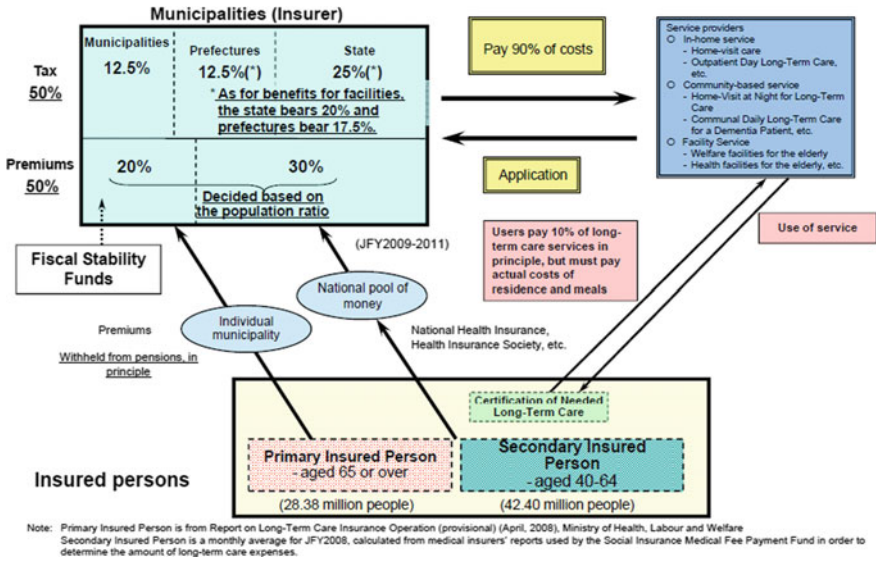 Municipalities (Insurer)
Tax
50%
Municipalities
12.5%
Prefectures
12.5%(*)
State
25%(*)
*As for benefits for facilities,
the state bears 20% and
prefectures bear 17.5%.
Premiums
50%
20%
30%
Decided based on
the population ratio
Fiscal Stability
Funds
(JFY2009-2011)
Pay 90% of costs
Application
Service providers
○ In-home service
- Home-visit care
- Outpatient Day Long-Term Care,
etc.
○ Community-based service
- Home-Visit at Night for Long-Term
Care
- Communal Daily Long-Term Care
for a Dementia Patient, etc.
○ Facility Service
- Welfare facilities for the elderly
- Health facilities for the elderly, etc.
Users pay 10% of long-
term care services in
principle, but must pay
actual costs of
residence and meals
Use of service
Premiums
Withheld from pensions, in
principle
Individual
municipality
National pool of
money
National Health Insurance,
Health Insurance Society, etc.
Certification of Needed
Long-Term Care
Insured persons
Primary Insured Person
- aged 65 or over
(28.38 million people)
Secondary Insured
Person
- aged 40-64
(42.40 million people)
Note: Primary Insured Person is from Report on Long-Term Care Insurance Operation (provisional) (April, 2008), Ministry of Health, Labour and Welfare
Secondary Insured Person is a monthly average for JFY2008, calculated from medical insurers' reports used by the Social Insurance Medical Fee Payment Fund in order to
determine the amount of long-term care expenses.